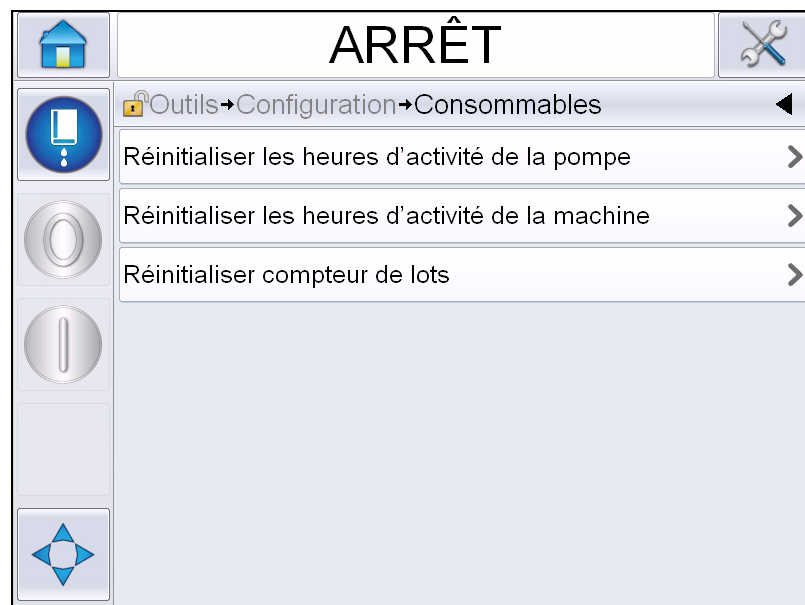 ARRÊT
Outils→Configuration→Consommables
Réinitialiser les heures d'activité de la pompe
Réinitialiser les heures d'activité de la machine
Réinitialiser compteur de lots